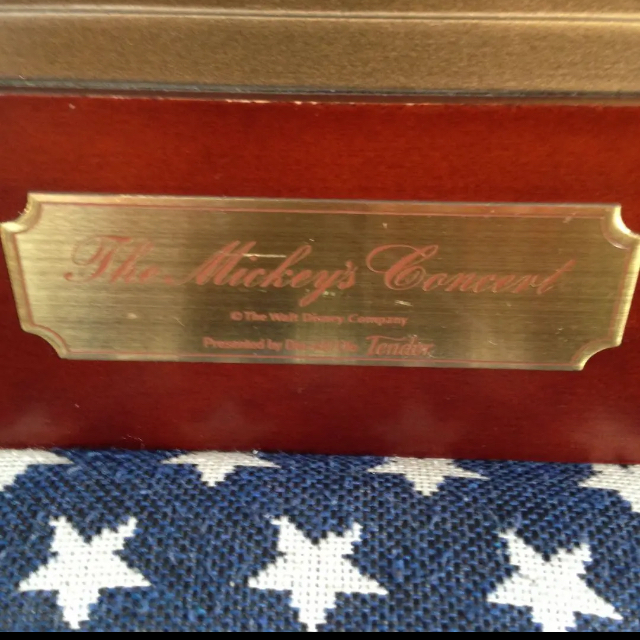 The Mickey's Concert
© The Walt Disney Company
Presented by Tender